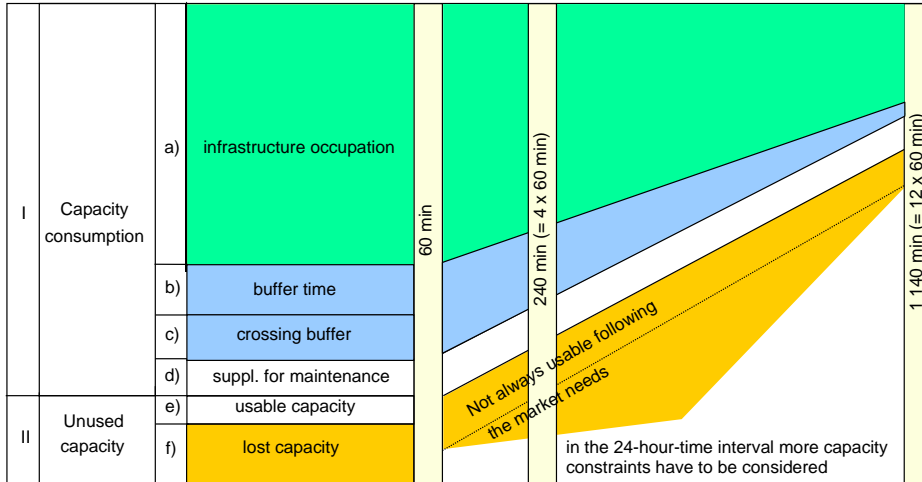 I
Capacity
consumption
a)
infrastructure occupation
b)
buffer time
c)
crossing buffer
d)
suppl. for maintenance
II
Unused
capacity
e)
usable capacity
f)
lost capacity
60 min
240 min (= 4 x 60 min)
1 140 min (= 12 x 60 min)
Not always usable following
the market needs
in the 24-hour-time interval more capacity
constraints have to be considered